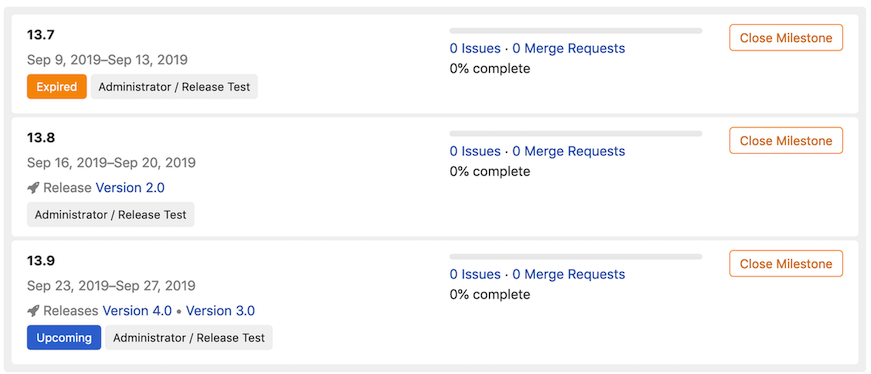 13.7
Sep 9, 2019–Sep 13, 2019
Expired
Administrator / Release Test
0 Issues · 0 Merge Requests
0% complete
Close Milestone
13.8
Sep 16, 2019–Sep 20, 2019
Release Version 2.0
Administrator / Release Test
0 Issues · 0 Merge Requests
0% complete
Close Milestone
13.9
Sep 23, 2019–Sep 27, 2019
Releases Version 4.0 • Version 3.0
Upcoming
Administrator / Release Test
0 Issues · 0 Merge Requests
0% complete
Close Milestone